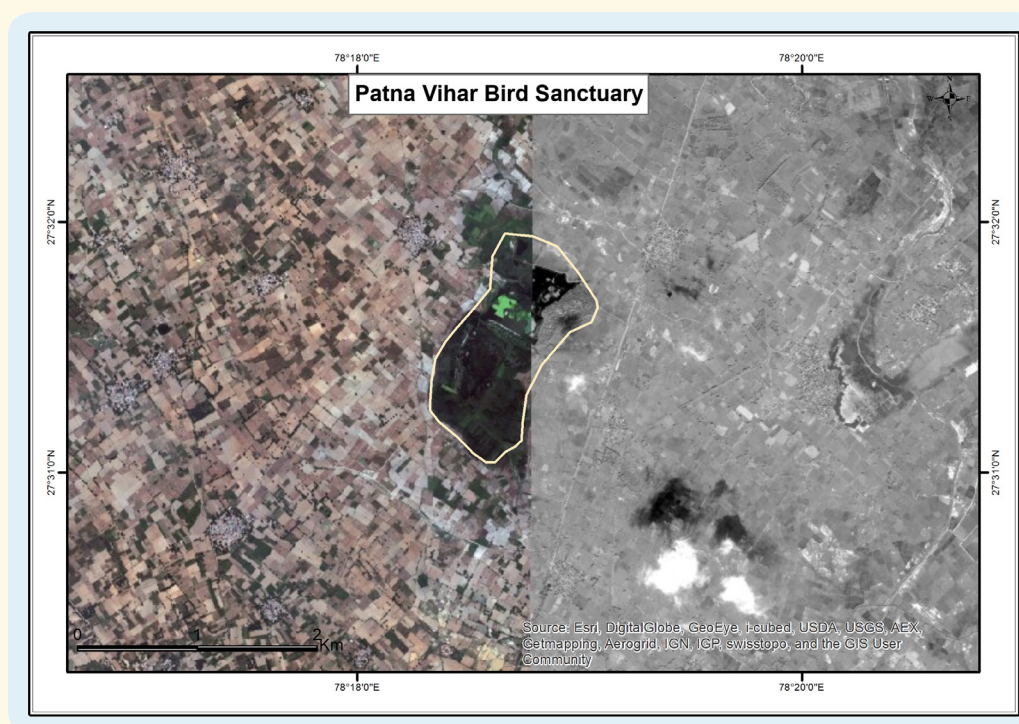 78°18'0"E
78°20'0"E
Patna Vihar Bird Sanctuary
N
W
E
S
27°32'0"N
27°32'0"N
27°31'0"N
27°31'0"N
0 1 2
Km
Source: Esri, DigitalGlobe, GeoEye, i-cubed, USDA, USGS, AEX,
Getmapping, Aerogrid, IGN, IGP, swisstopo, and the GIS User
Community
78°18'0"E
78°20'0"E